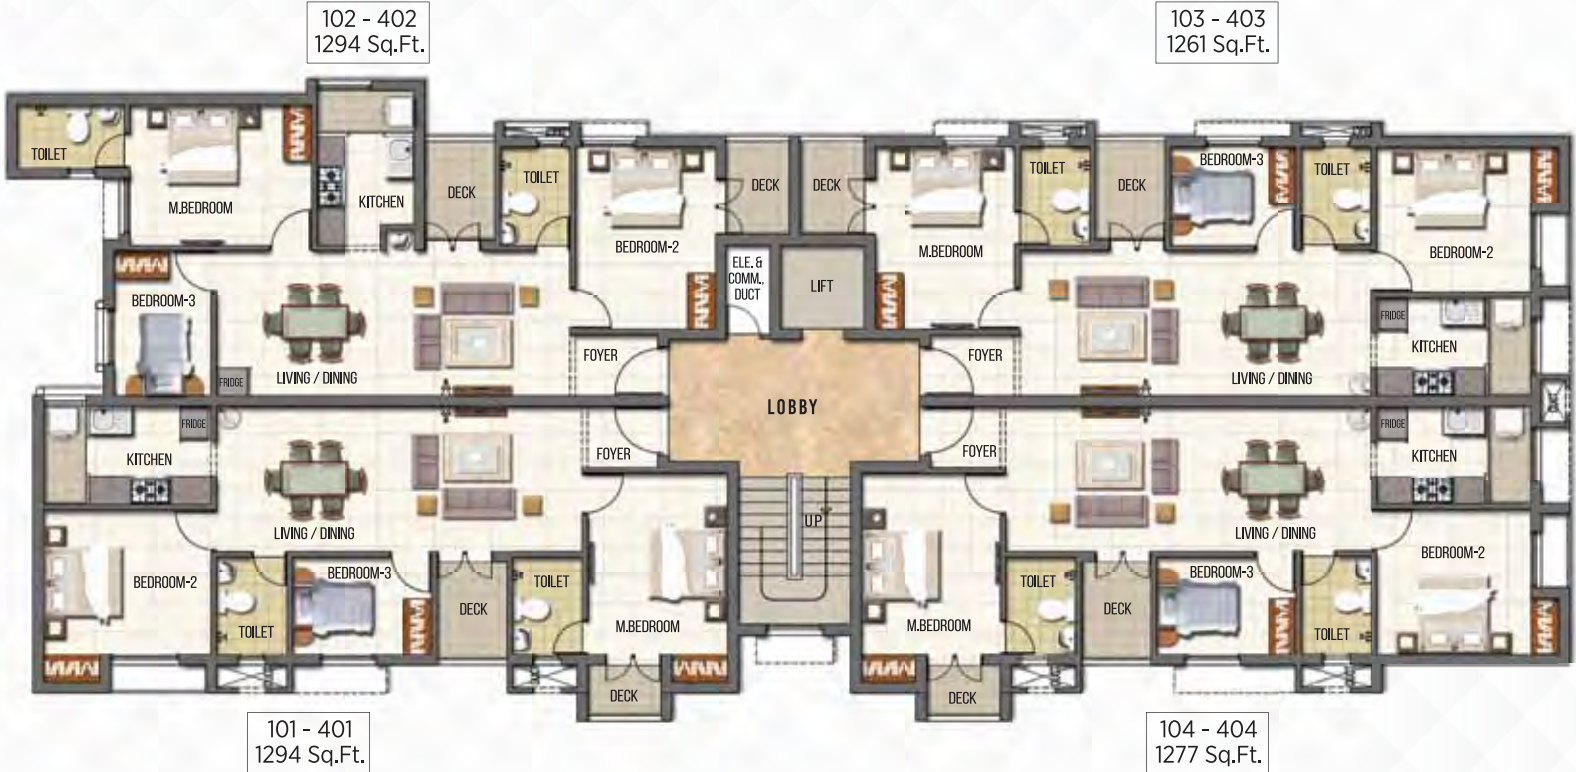 102 - 402
1294 Sq.Ft.
103 - 403
1261 Sq.Ft.
TOILET
M.BEDROOM
KITCHEN
DECK
TOILET
BEDROOM-2
DECK
DECK
M.BEDROOM
TOILET
DECK
BEDROOM-3
TOILET
BEDROOM-2
BEDROOM-3
ELE. &
COMM.,
DUCT
LIFT
FRIDGE
LIVING / DINING
FOYER
FOYER
LIVING / DINING
FRIDGE
KITCHEN
LOBBY
DUCT
KITCHEN
FRIDGE
FOYER
FOYER
FRIDGE
KITCHEN
LIVING / DINING
UP
LIVING / DINING
BEDROOM-2
TOILET
BEDROOM-3
DECK
TOILET
M.BEDROOM
DECK
M.BEDROOM
DECK
TOILET
DECK
BEDROOM-3
TOILET
BEDROOM-2
101 - 401
1294 Sq.Ft.
104 - 404
1277 Sq.Ft.